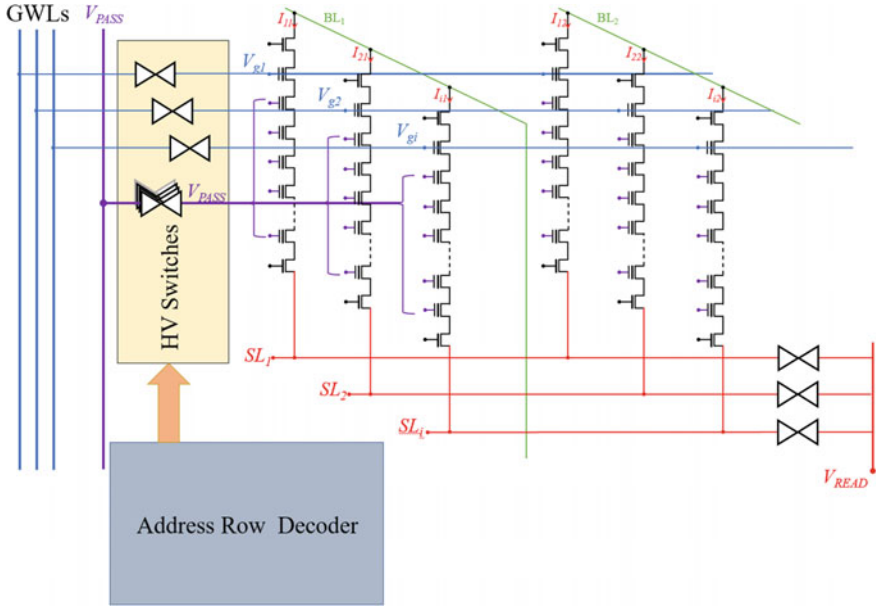 GWLs
V_PASS
I_11
BL_1
I_12
BL_2
I_21
I_22
V_g1
I_i1
I_i2
V_g2
V_gi
V_PASS
HV Switches
SL_1
SL_2
SL_i
V_READ
Address Row Decoder